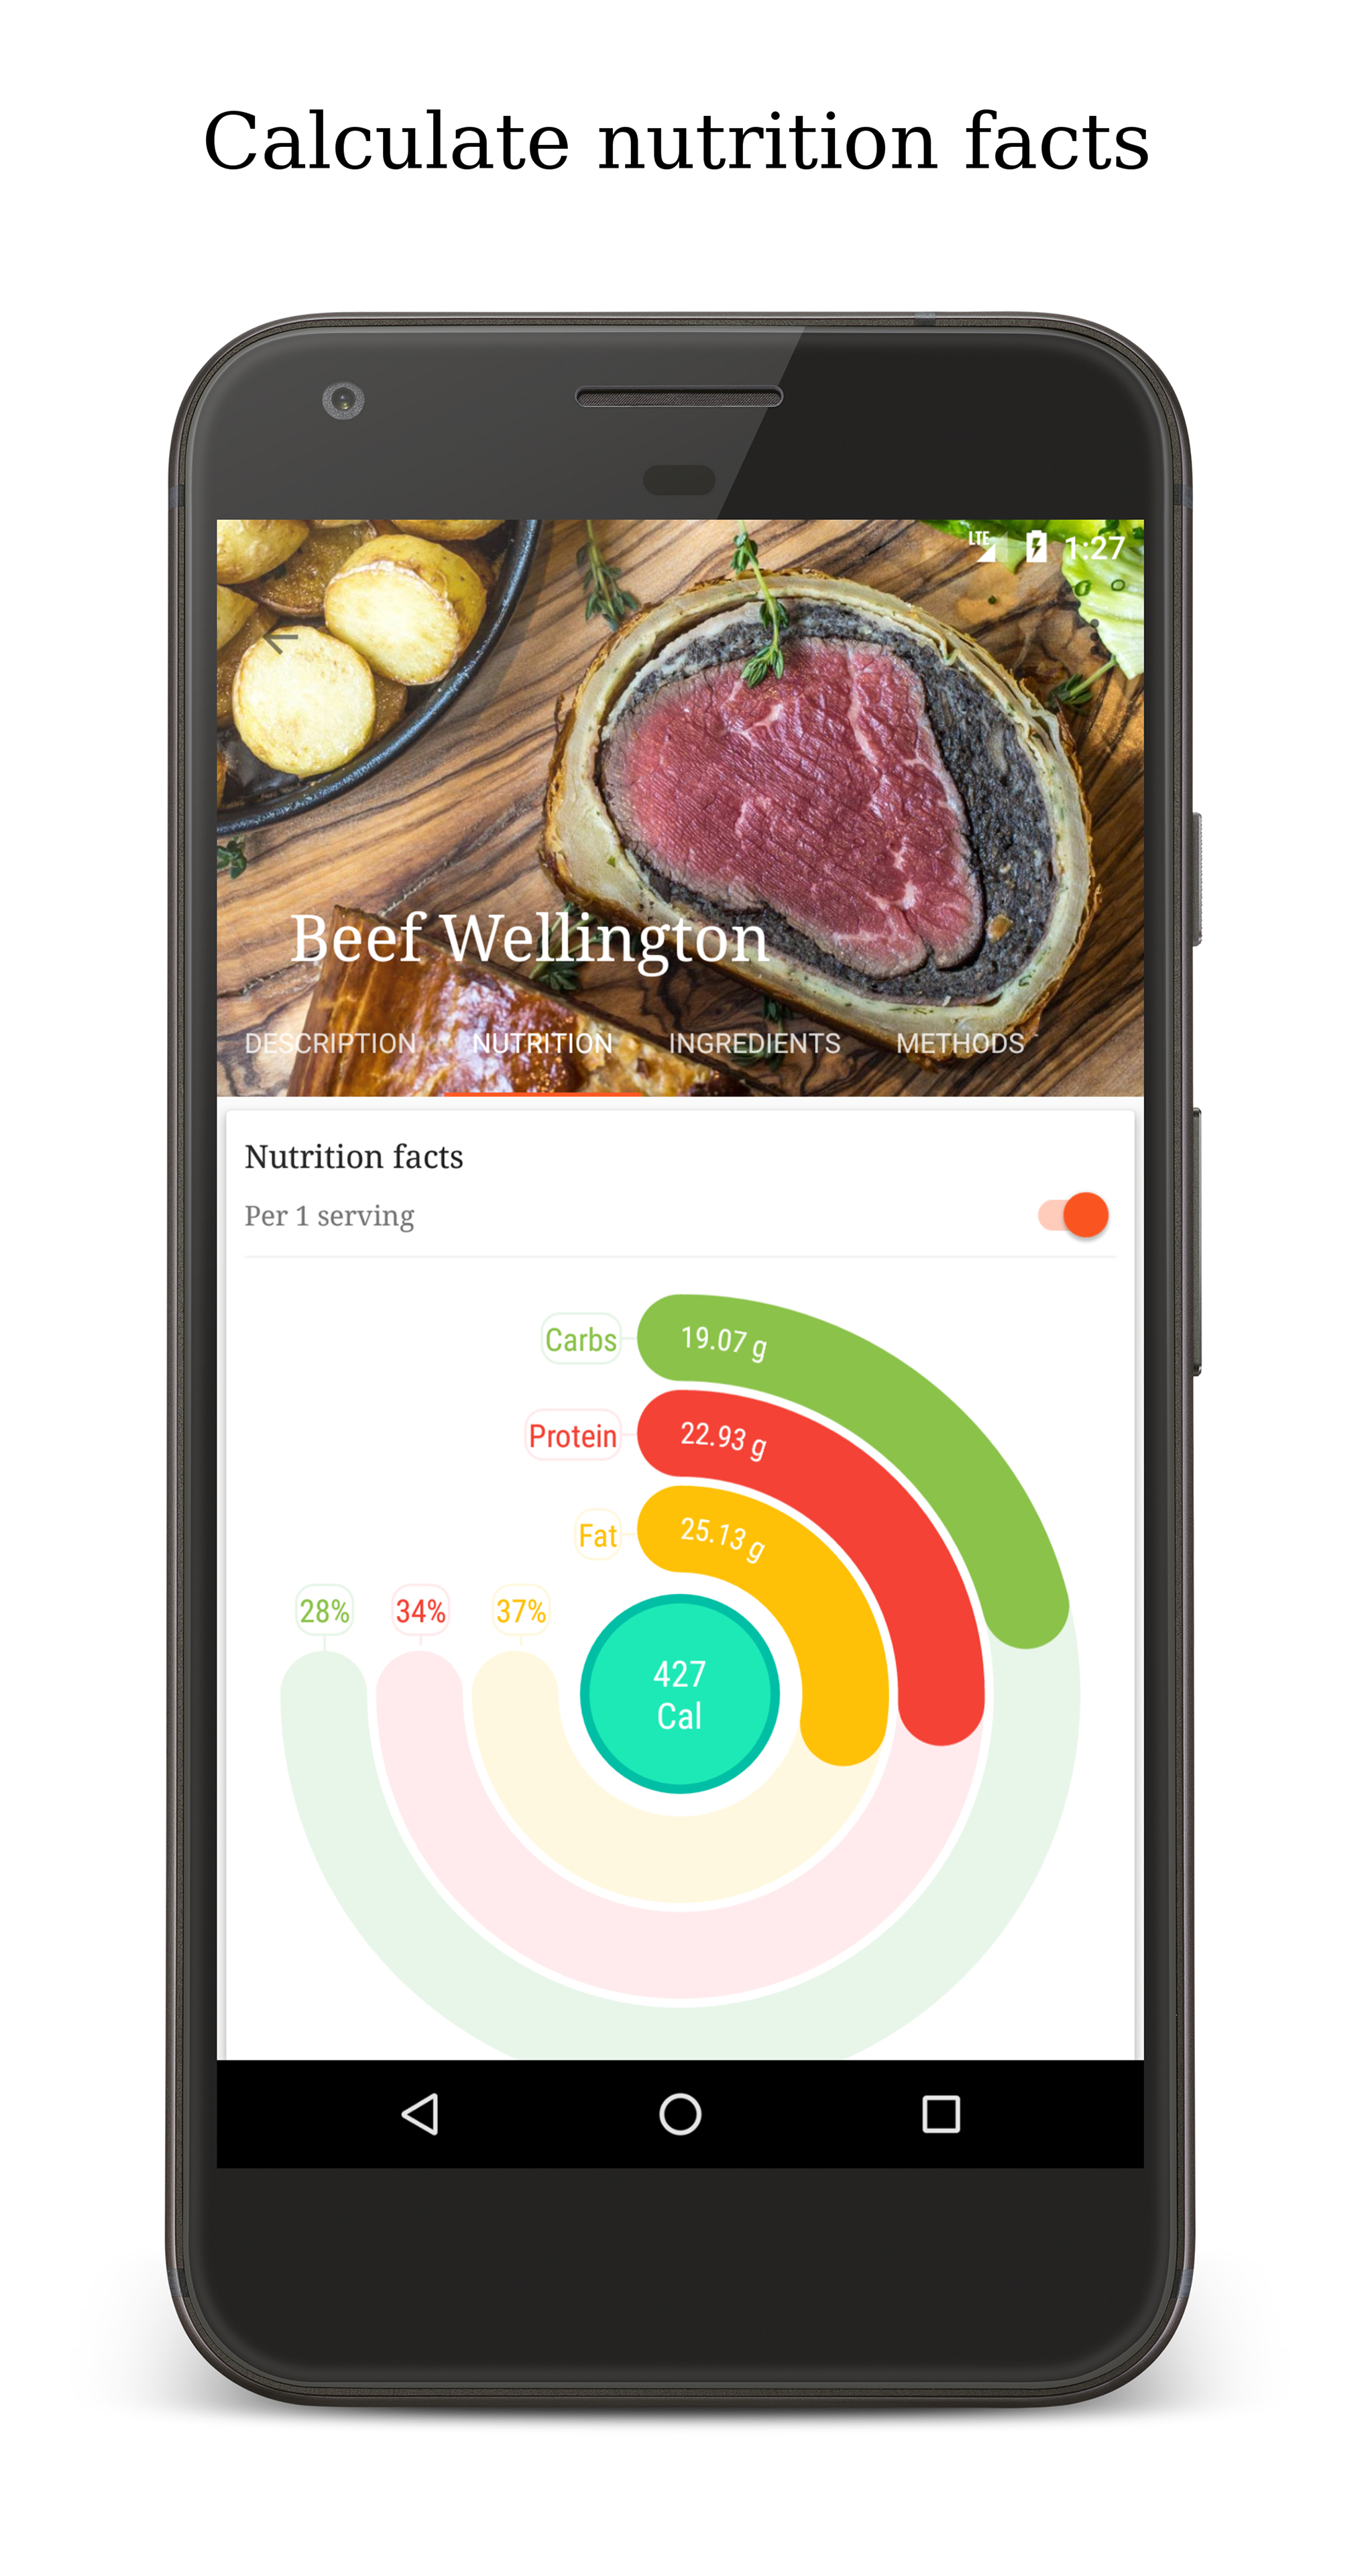 Calculate nutrition facts
LTE 1:27
Beef Wellington
DESCRIPTION NUTRITION INGREDIENTS METHODS
Nutrition facts
Per 1 serving
Carbs 19.07 g
Protein 22.93 g
Fat 25.13 g
28% 34% 37%
427
Cal